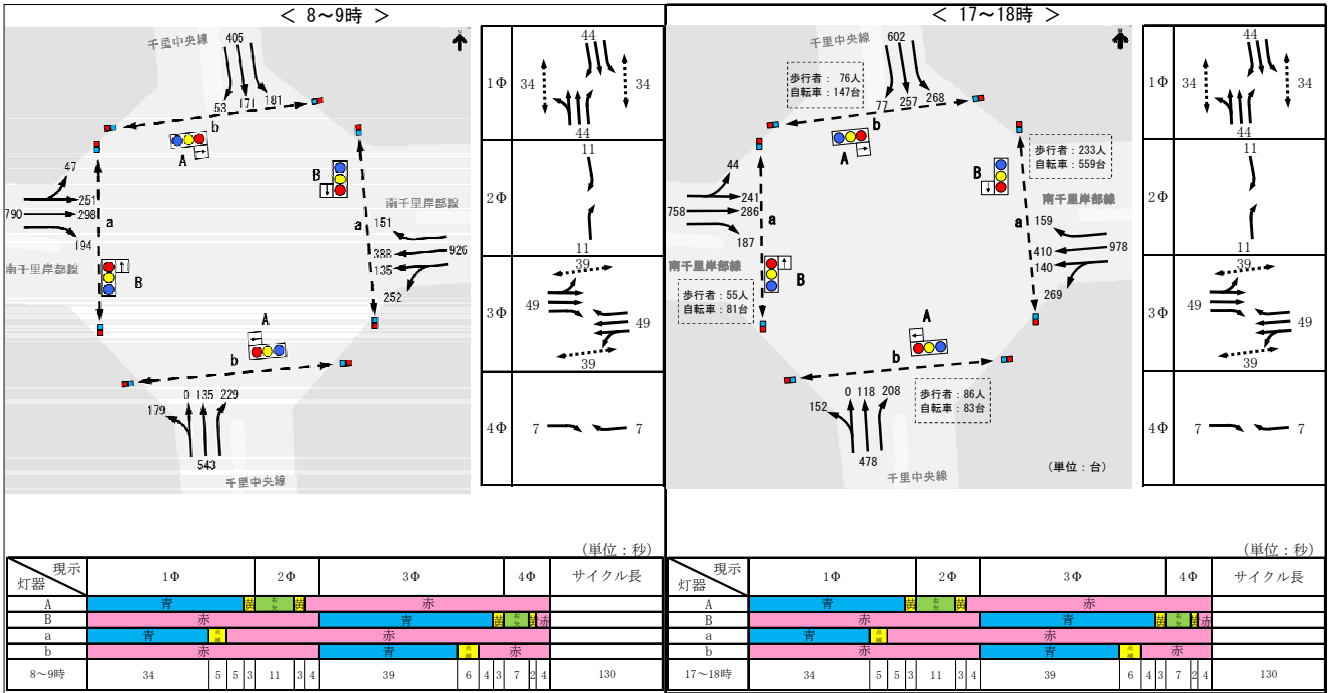 < 8～9時 >
千里中央線
405
53 171 181
b
A
B
47
790
251
298
194
a
a
南千里岸部線
151
388
135
926
252
南千里岸部線
B
A
b
0 135 229
179
543
千里中央線
1Φ
44
34 34
44
2Φ
11
11
3Φ
39
49
49
39
4Φ
7 7
< 17～18時 >
千里中央線
602
歩行者： 76人
自転車：147台
77 257 268
b
A
B
歩行者：233人
自転車：559台
44
758
241
286
187
a
a
南千里岸部線
159
410
140
978
269
南千里岸部線
歩行者：55人
自転車：81台
B
A
b
歩行者：86人
自転車：83台
0 118 208
152
478
千里中央線
(単位：台)
1Φ
44
34 34
44
2Φ
11
11
3Φ
39
49
49
39
4Φ
7 7
(単位：秒)
現示
灯器
1Φ 2Φ 3Φ 4Φ サイクル長
A 青 黄 黄 赤
B 赤 青 黄 黄 赤
a 青 赤
b 赤 青 赤
8～9時 34 5 5 3 11 3 4 39 6 4 3 7 2 4 130
(単位：秒)
現示
灯器
1Φ 2Φ 3Φ 4Φ サイクル長
A 青 黄 黄 赤
B 赤 青 黄 黄 赤
a 青 赤
b 赤 青 赤
17～18時 34 5 5 3 11 3 4 39 6 4 3 7 2 4 130